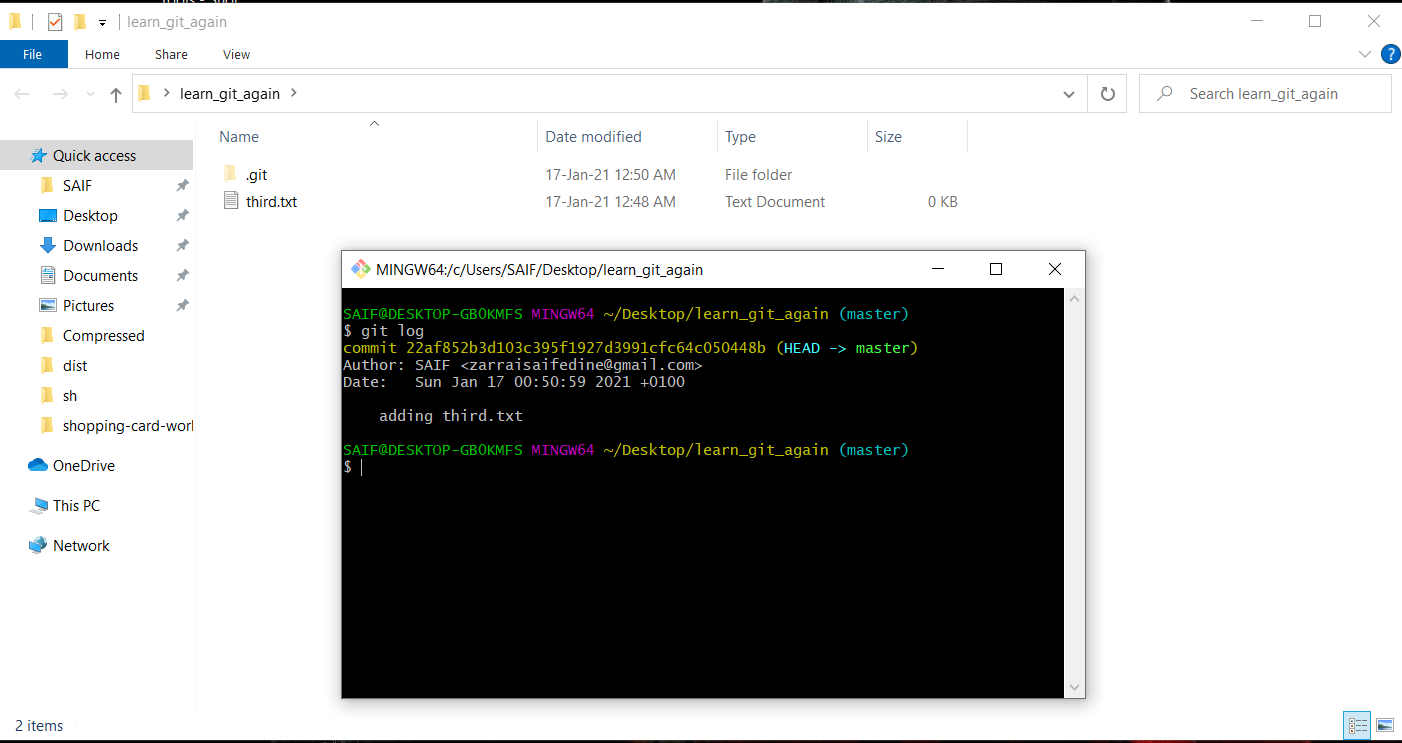 learn_git_again
File Home Share View
learn_git_again
Search learn_git_again
Name Date modified Type Size
Quick access
SAIF
Desktop
Downloads
Documents
Pictures
Compressed
dist
sh
shopping-card-worl
OneDrive
This PC
Network
.git 17-Jan-21 12:50 AM File folder
third.txt 17-Jan-21 12:48 AM Text Document 0 KB
MINGW64:/c/Users/SAIF/Desktop/learn_git_again
SAIF@DESKTOP-GB0KMFS MINGW64 ~/Desktop/learn_git_again (master)
$ git log
commit 22af852b3d103c395f1927d3991cfc64c050448b (HEAD -> master)
Author: SAIF <zarraisaifedine@gmail.com>
Date:   Sun Jan 17 00:50:59 2021 +0100
adding third.txt
SAIF@DESKTOP-GB0KMFS MINGW64 ~/Desktop/learn_git_again (master)
$
2 items